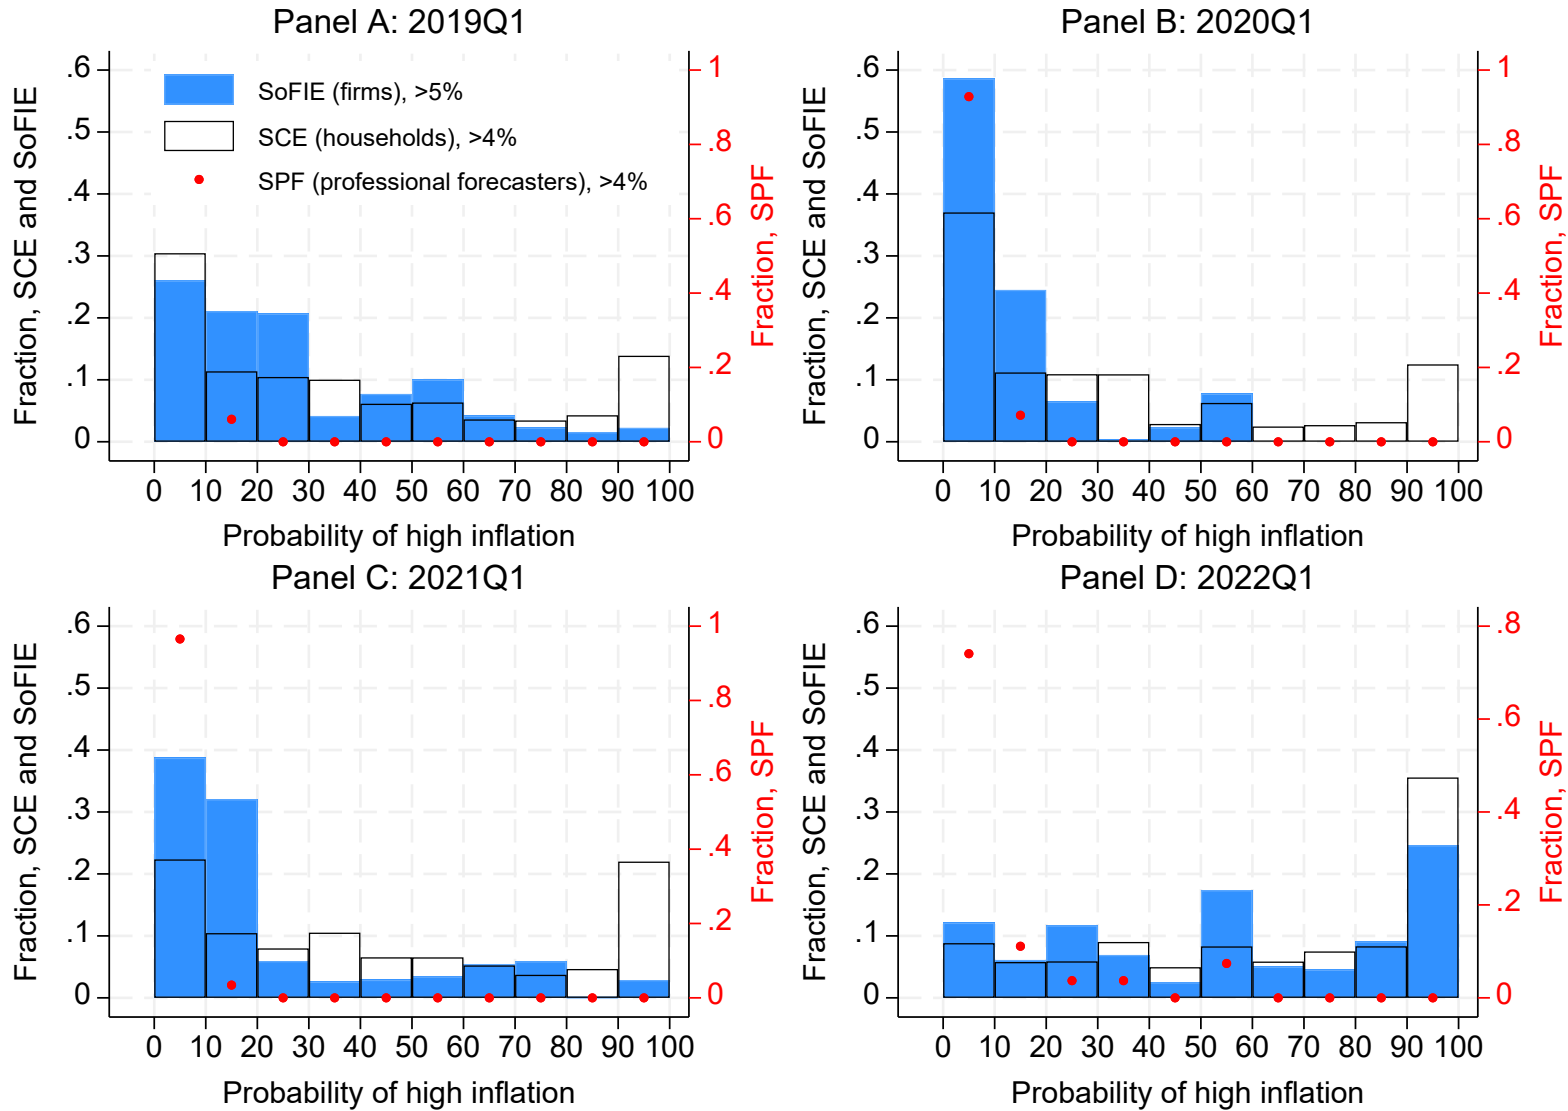 Panel A: 2019Q1
Fraction, SCE and SoFIE
.6
.5
.4
.3
.2
.1
0
SoFIE (firms), >5%
SCE (households), >4%
SPF (professional forecasters), >4%
1
.8
.6
.4
.2
0
Fraction, SPF
0 10 20 30 40 50 60 70 80 90 100
Probability of high inflation
Panel B: 2020Q1
Fraction, SCE and SoFIE
.6
.5
.4
.3
.2
.1
0
1
.8
.6
.4
.2
0
Fraction, SPF
0 10 20 30 40 50 60 70 80 90 100
Probability of high inflation
Panel C: 2021Q1
Fraction, SCE and SoFIE
.6
.5
.4
.3
.2
.1
0
1
.8
.6
.4
.2
0
Fraction, SPF
0 10 20 30 40 50 60 70 80 90 100
Probability of high inflation
Panel D: 2022Q1
Fraction, SCE and SoFIE
.6
.5
.4
.3
.2
.1
0
.8
.6
.4
.2
0
Fraction, SPF
0 10 20 30 40 50 60 70 80 90 100
Probability of high inflation